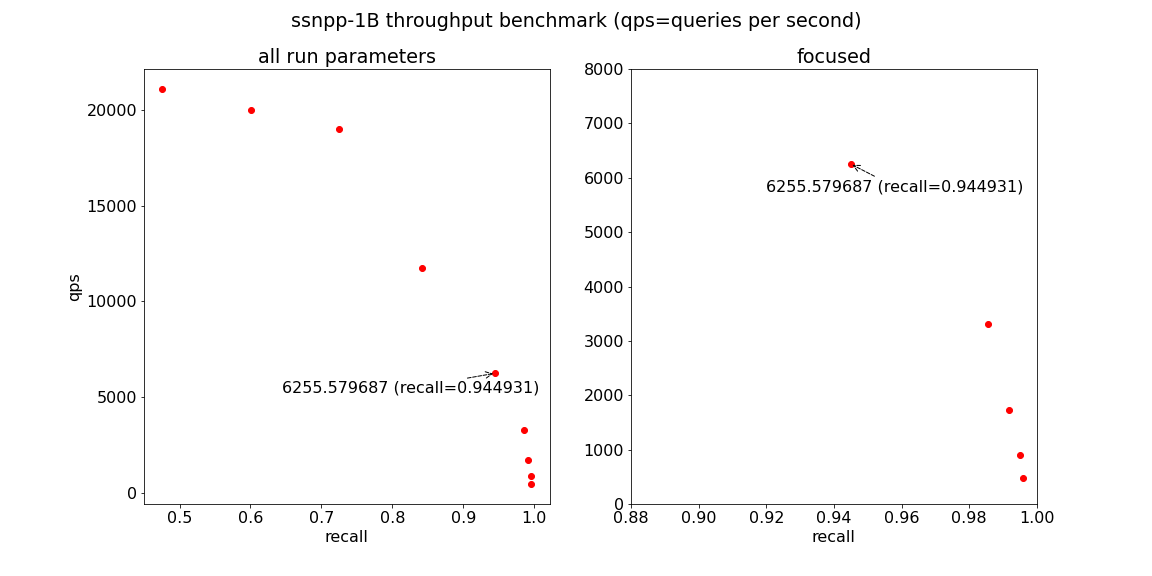 ssnpp-1B throughput benchmark (qps=queries per second)
all run parameters
qps
20000
15000
10000
5000
0
6255.579687 (recall=0.944931)
0.5 0.6 0.7 0.8 0.9 1.0
recall
focused
8000
7000
6000
5000
4000
3000
2000
1000
0
6255.579687 (recall=0.944931)
0.88 0.90 0.92 0.94 0.96 0.98 1.00
recall